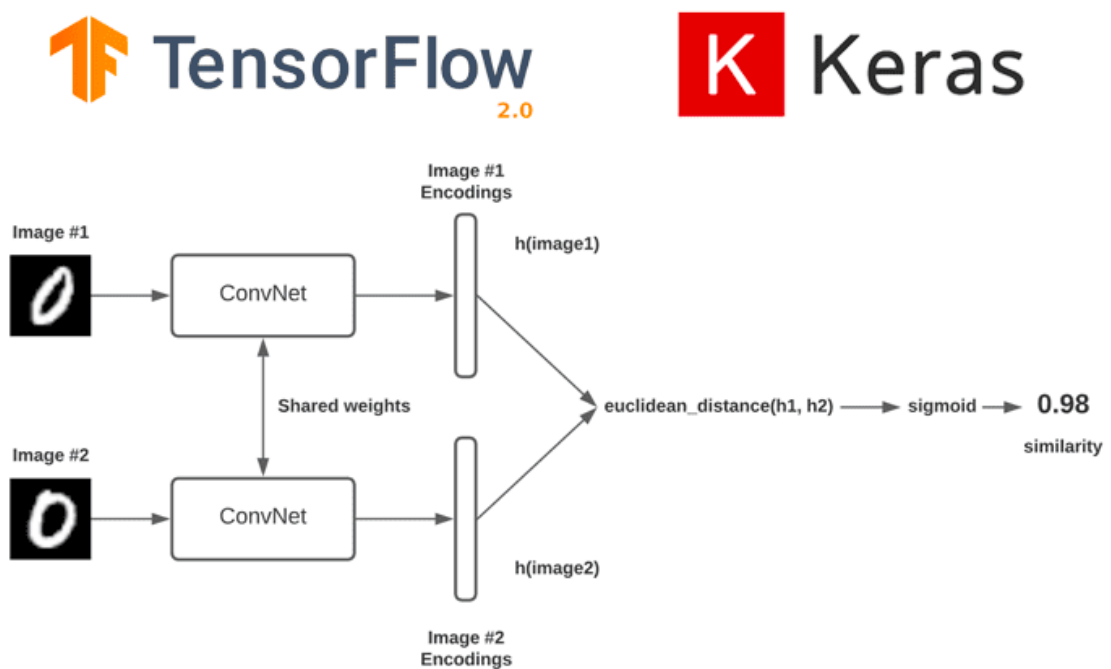 TensorFlow
2.0
K Keras
Image #1
Encodings
Image #1
h(image1)
ConvNet
Shared weights
euclidean_distance(h1, h2)
sigmoid
0.98
similarity
Image #2
ConvNet
h(image2)
Image #2
Encodings